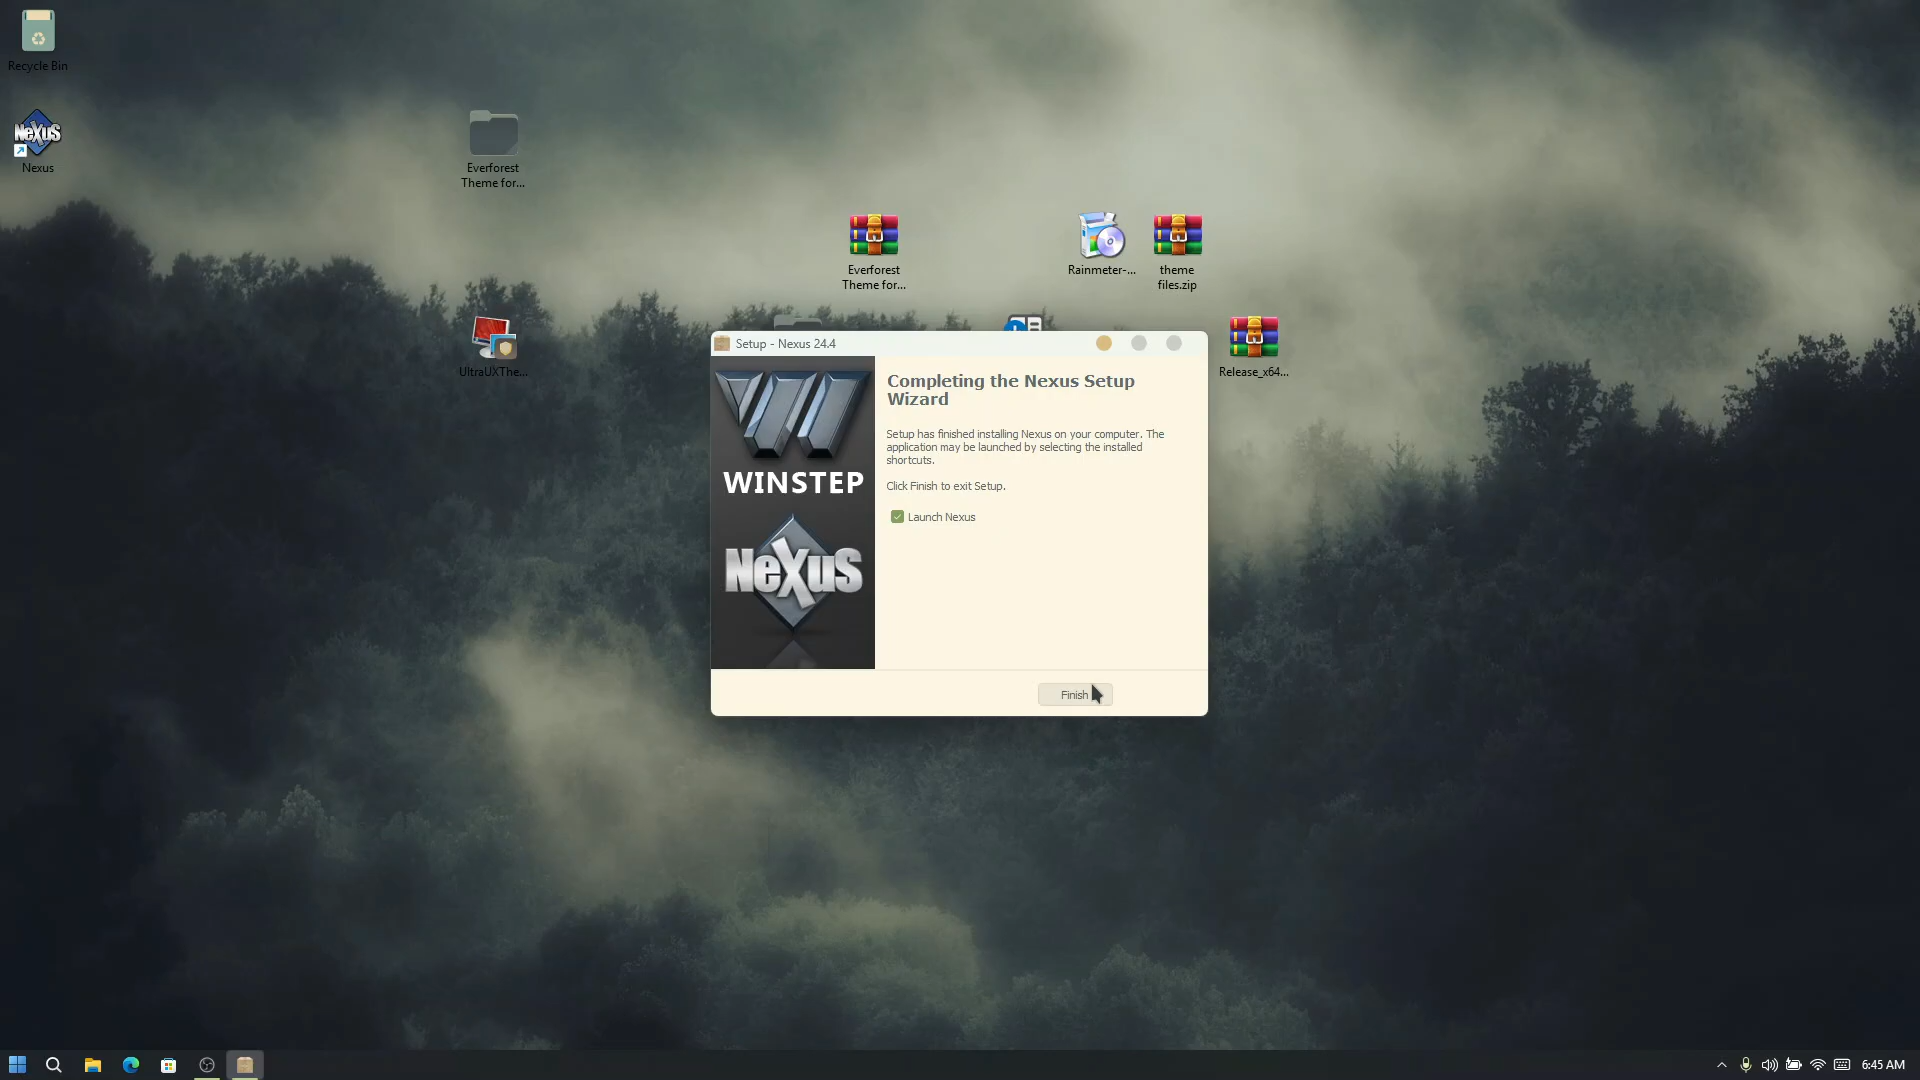 Recycle Bin
NeXuS
Nexus
Everforest
Theme for...
Everforest
Theme for...
Rainmeter-...
theme
files.zip
UltraUXThe...
Release_x64...
Setup - Nexus 24.4
WINSTEP
NeXuS
Completing the Nexus Setup
Wizard
Setup has finished installing Nexus on your computer. The
application may be launched by selecting the installed
shortcuts.
Click Finish to exit Setup.
Launch Nexus
Finish
6:45 AM